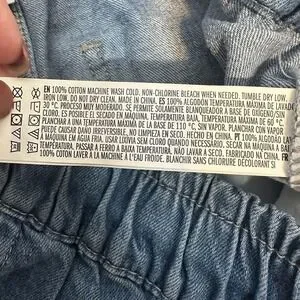 EN 100% COTTON MACHINE WASH COLD. NON-CHLORINE BLEACH WHEN NEEDED. TUMBLE DRY LOW.
IRON LOW. DO NOT DRY CLEAN. MADE IN CHINA. ES 100% ALGODÓN TEMPERATURA MÁXIMA DE LAVADO
30 °C. PROCESO MUY MODERADO. SE PERMITE SOLAMENTE BLANQUEADOR A BASE DE OXÍGENO/SIN
CLORO. ES POSIBLE EL SECADO EN MÁQUINA, TEMPERATURA BAJA, TEMPERATURA MÁXIMA DE 60 °C.
PLANCHAR A UNA TEMPERATURA MÁXIMA DE LA BASE DE 110 °C. SIN VAPOR. PLANCHAR CON VAPOR
PUEDE CAUSAR DAÑO IRREVERSIBLE. NO LIMPIEZA EN SECO. HECHO EN CHINA. PT 100% ALGODÃO
LAVAR À MÁQUINA EM ÁGUA FRIA. USAR LIXÍVIA SEM CLORO QUANDO NECESSÁRIO. SECAR A BAIXA
TEMPERATURA. PASSAR A FERRO A BAIXA TEMPERATURA. NÃO LAVAR A SECO. FABRICADO NA CHINA. FR
100% COTON LAVER À LA MACHINE À L'EAU FROIDE. BLANCHIR SANS CHLORURE DÉCOLORANT SI